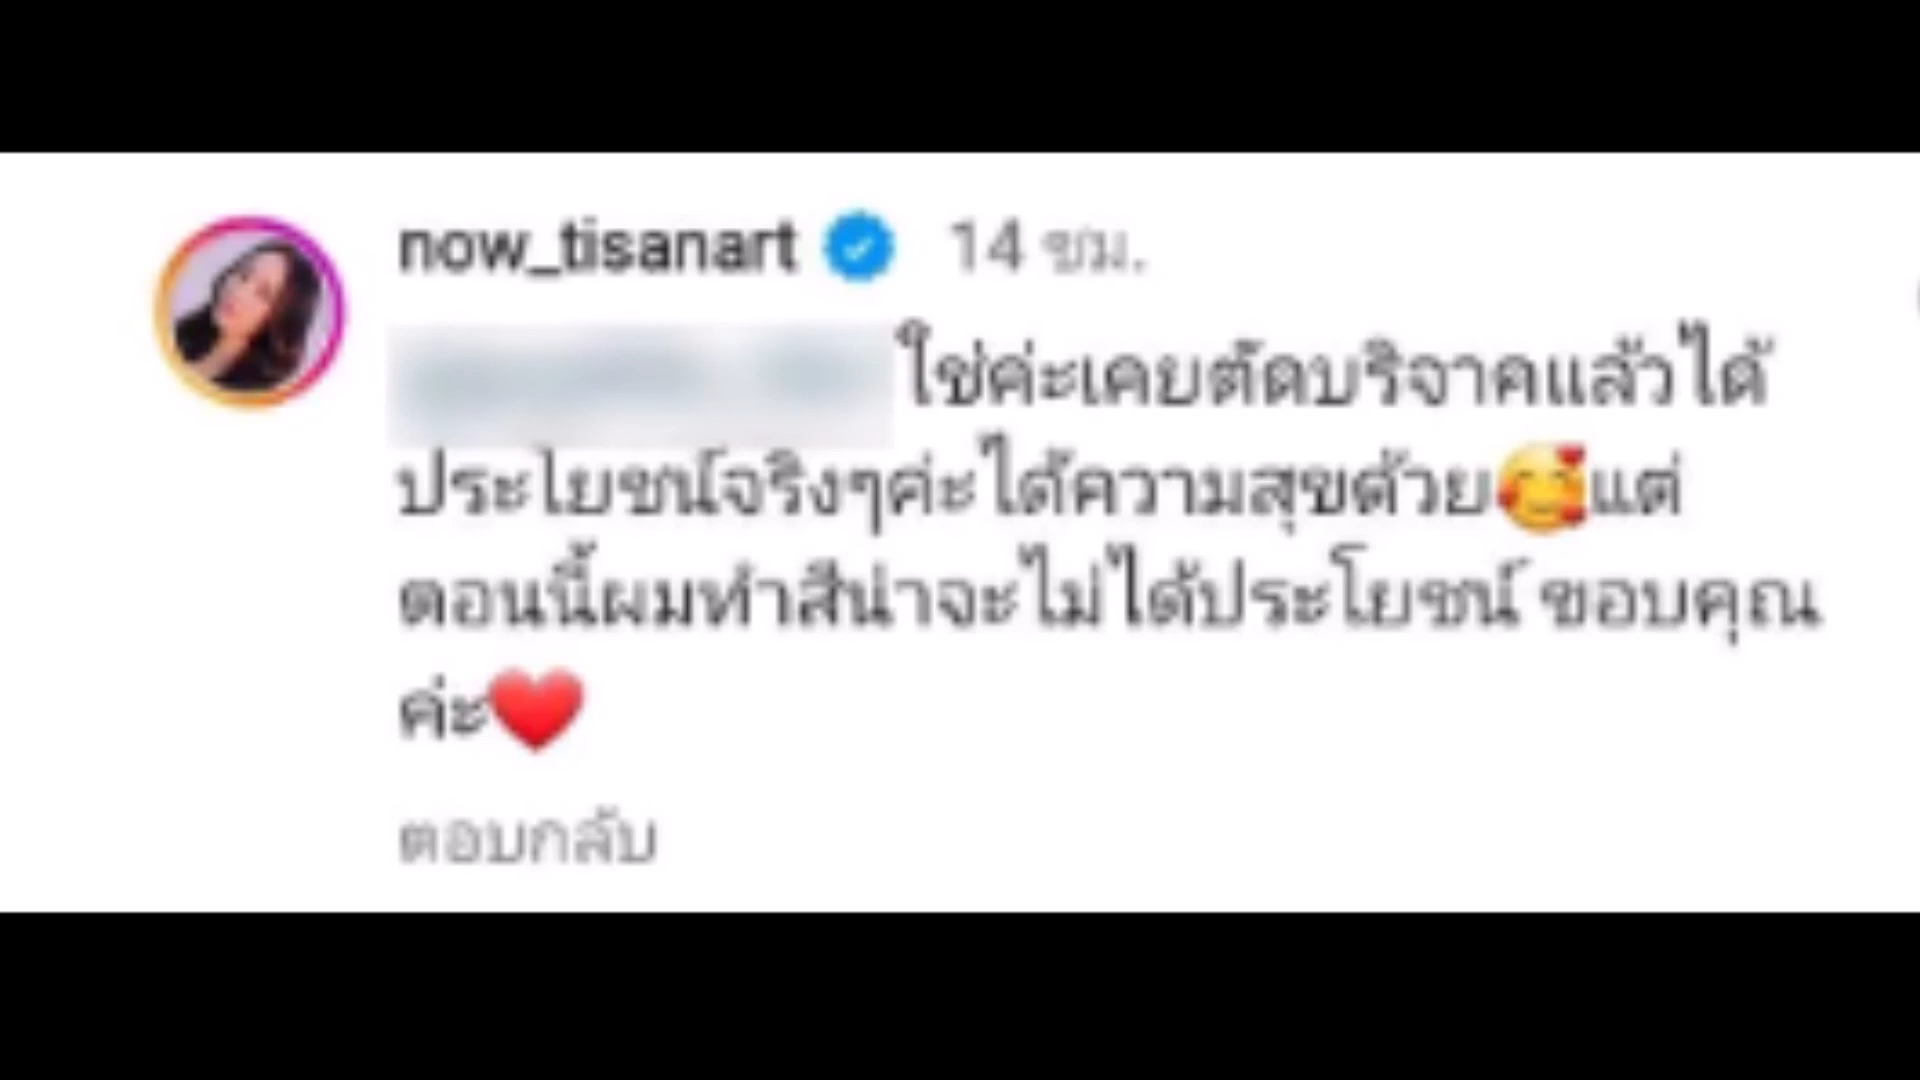 now_tisanart 14 ชม.
ใช่ค่ะเคยตัดบริจาคแล้วได้
ประโยชน์จริงๆค่ะได้ความสุขด้วย🥰แต่
ตอนนี้ผมทำสีน่าจะไม่ได้ประโยชน์ ขอบคุณ
ค่ะ❤️
ตอบกลับ